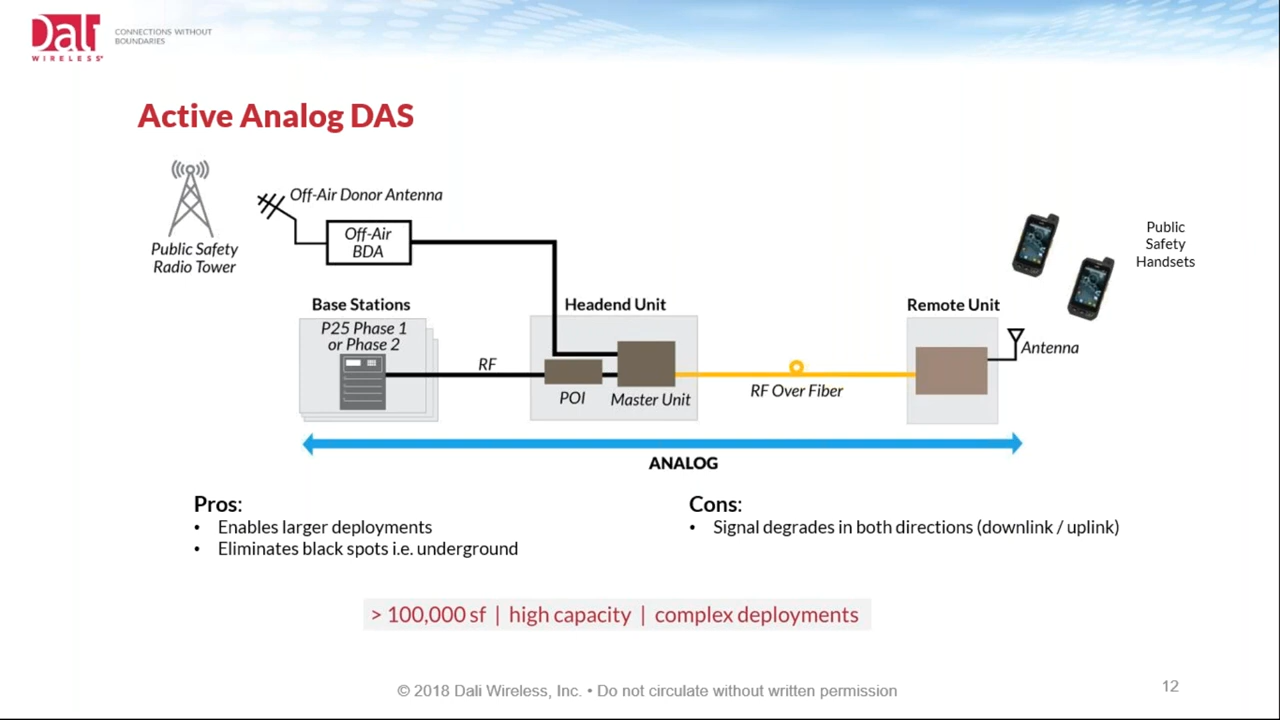 Dali
WIRELESS
CONNECTIONS WITHOUT
BOUNDARIES
Active Analog DAS
Off-Air Donor Antenna
Off-Air
BDA
Public Safety
Radio Tower
Public
Safety
Handsets
Base Stations
P25 Phase 1
or Phase 2
RF
Headend Unit
POI
Master Unit
RF Over Fiber
Remote Unit
Antenna
ANALOG
Pros:
• Enables larger deployments
• Eliminates black spots i.e. underground
Cons:
• Signal degrades in both directions (downlink / uplink)
> 100,000 sf | high capacity | complex deployments
© 2018 Dali Wireless, Inc. • Do not circulate without written permission
12